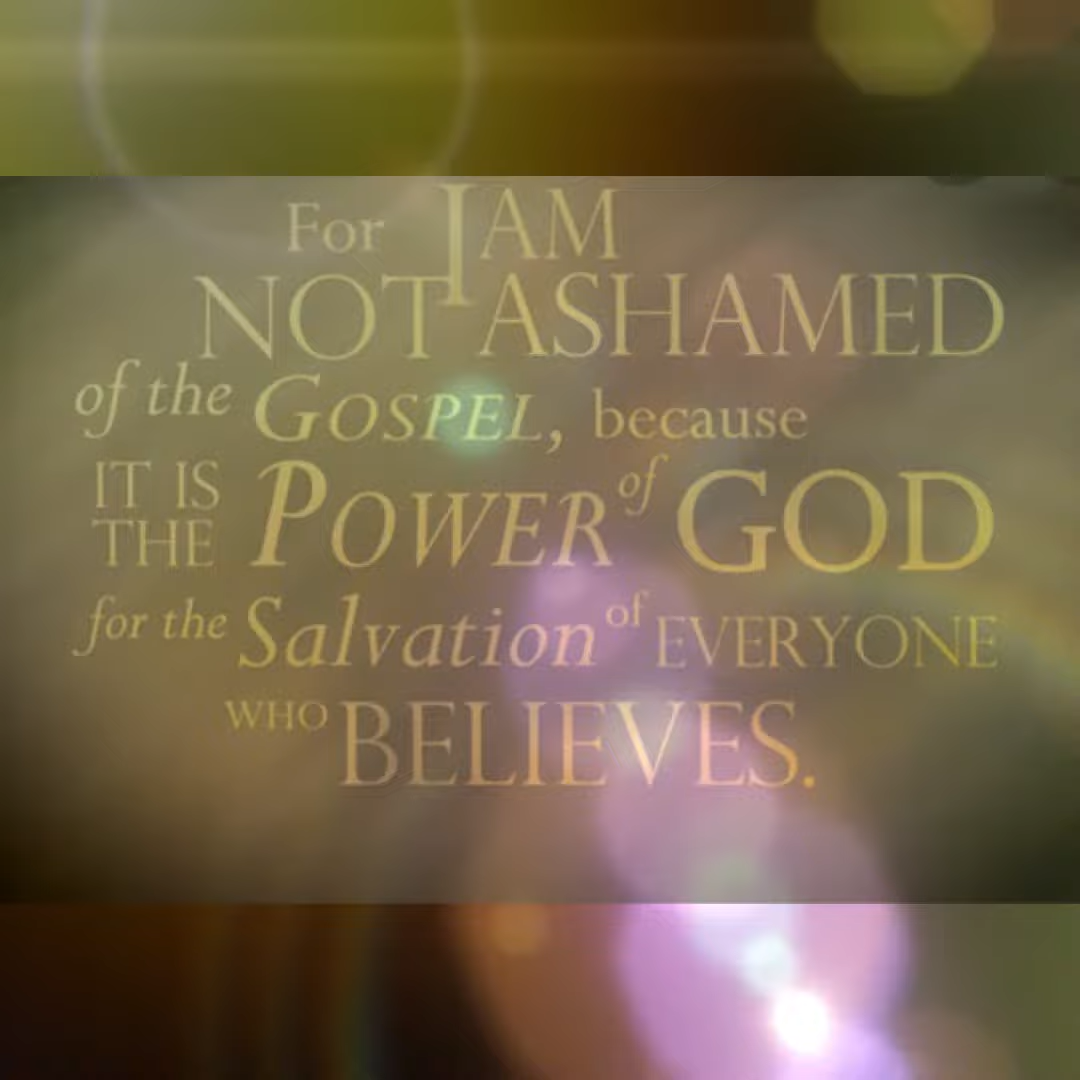 For I AM
NOT ASHAMED
of the GOSPEL, because
IT IS THE POWER of GOD
for the Salvation of EVERYONE
WHO BELIEVES.